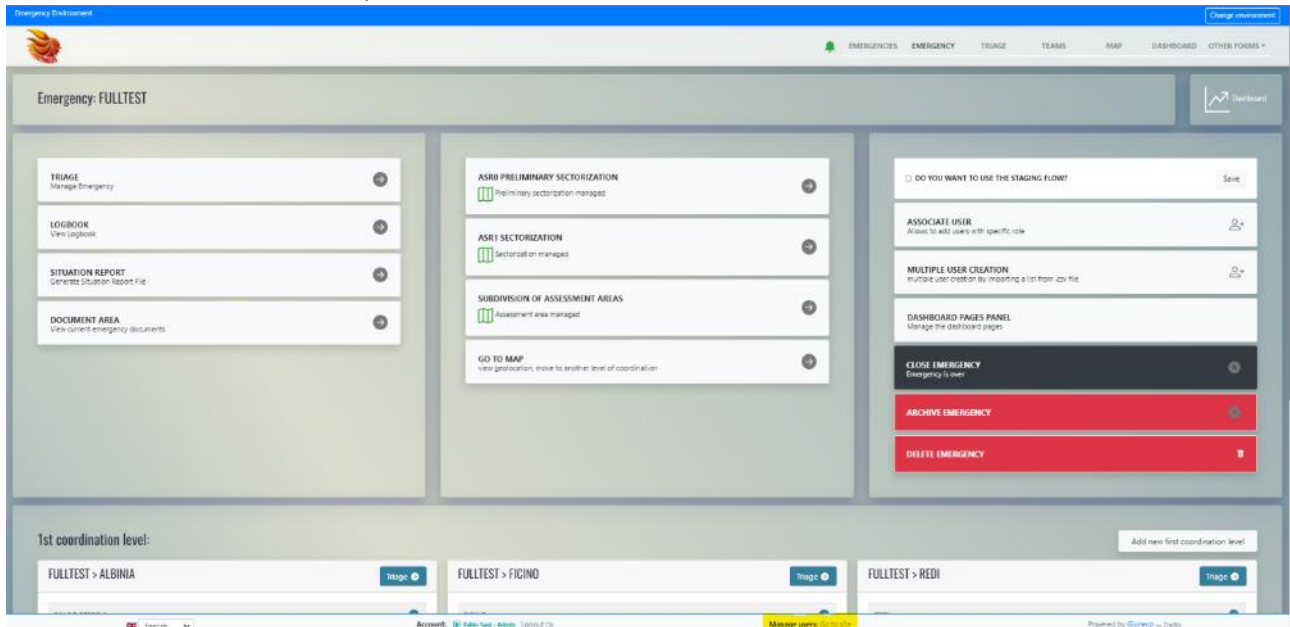 Emergency Environment
Change environment
EMERGENCIES EMERGENCY TRIAGE TEAMS MAP DASHBOARD OTHER FORMS
Emergency: FULLTEST
Dashboard
TRIAGE
Manage Emergency
LOGBOOK
View Logbook
SITUATION REPORT
Generate Situation Report File
DOCUMENT AREA
View current emergency documents
ASR0 PRELIMINARY SECTORIZATION
Preliminary sectorization managed
ASR1 SECTORIZATION
Sectorization managed
SUBDIVISION OF ASSESSMENT AREAS
Assessment area managed
GO TO MAP
view geolocation, move to another level of coordination
DO YOU WANT TO USE THE STAGING FLOW?
Save
ASSOCIATE USER
Allows to add users with specific role
MULTIPLE USER CREATION
multiple user creation by importing a list from .csv file
DASHBOARD PAGES PANEL
Manage the dashboard pages
CLOSE EMERGENCY
Emergency is over
ARCHIVE EMERGENCY
DELETE EMERGENCY
1st coordination level:
Add new first coordination level
FULLTEST > ALBINIA
Triage
FULLTEST > FICINO
Triage
FULLTEST > REDI
Triage
English
Account: Admin Logout
Manage users: Go to site
Powered by